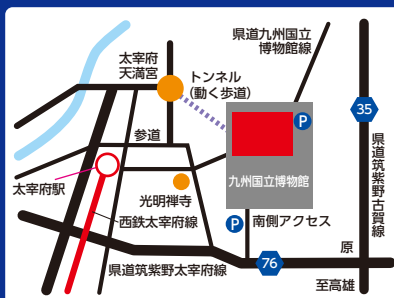 県道九州国立
博物館線
太宰府
天満宮
トンネル
(動く歩道)
P
35
参道
県道筑紫野古賀線
九州国立博物館
太宰府駅
光明禅寺
西鉄太宰府線
P
南側アクセス
原
76
県道筑紫野太宰府線
至高雄